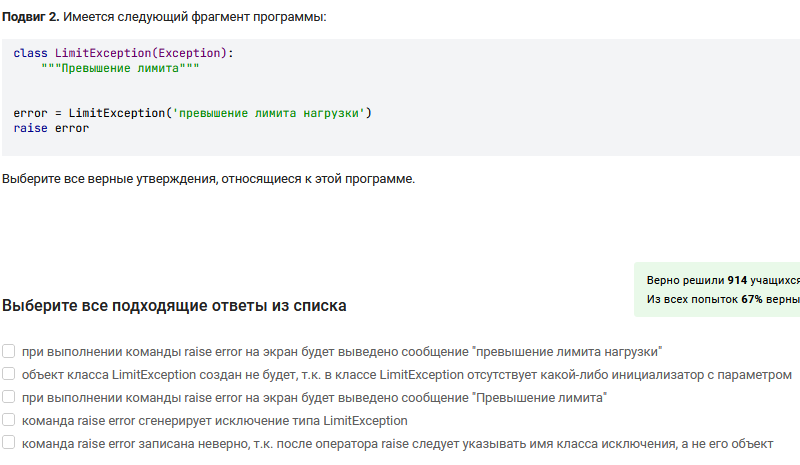 Подвиг 2. Имеется следующий фрагмент программы:
class LimitException(Exception):
"""Превышение лимита"""
error = LimitException('превышение лимита нагрузки')
raise error
Выберите все верные утверждения, относящиеся к этой программе.
Верно решили 914 учащихся
Из всех попыток 67% верны
Выберите все подходящие ответы из списка
при выполнении команды raise error на экран будет выведено сообщение "превышение лимита нагрузки"
объект класса LimitException создан не будет, т.к. в классе LimitException отсутствует какой-либо инициализатор с параметром
при выполнении команды raise error на экран будет выведено сообщение "Превышение лимита"
команда raise error сгенерирует исключение типа LimitException
команда raise error записана неверно, т.к. после оператора raise следует указывать имя класса исключения, а не его объект